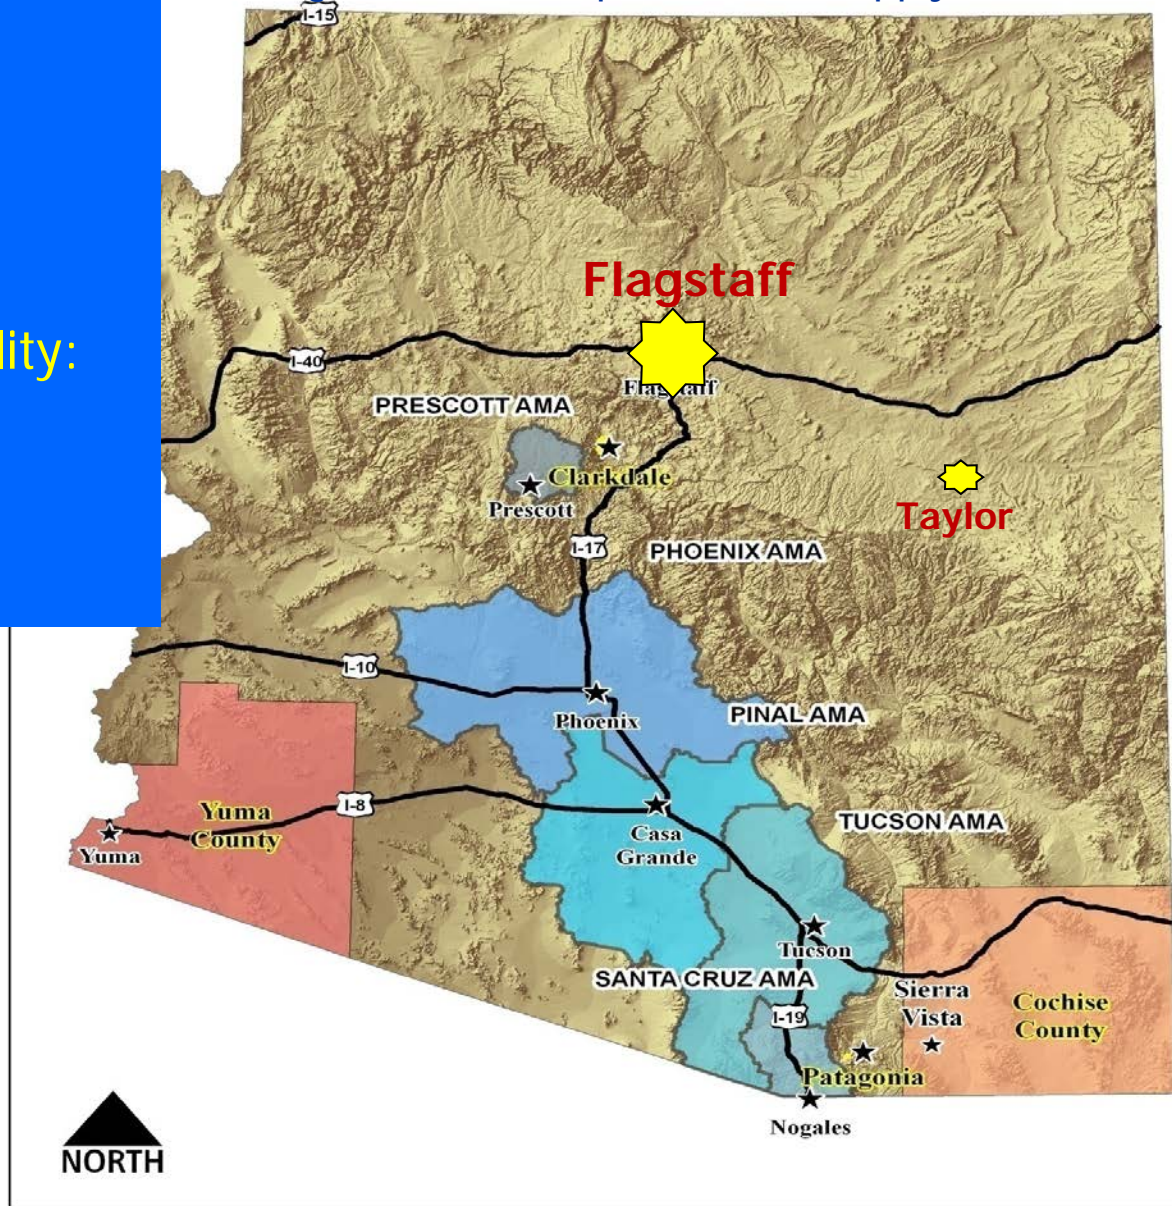 I-15
Flagstaff
lity:
I-40
Flagstaff
PRESCOTT AMA
Clarkdale
Prescott
Taylor
I-17
PHOENIX AMA
I-10
Phoenix
PINAL AMA
I-8
Yuma
County
Yuma
Casa
Grande
TUCSON AMA
Tucson
SANTA CRUZ AMA
Sierra
Vista
Cochise
County
I-19
Patagonia
Nogales
NORTH